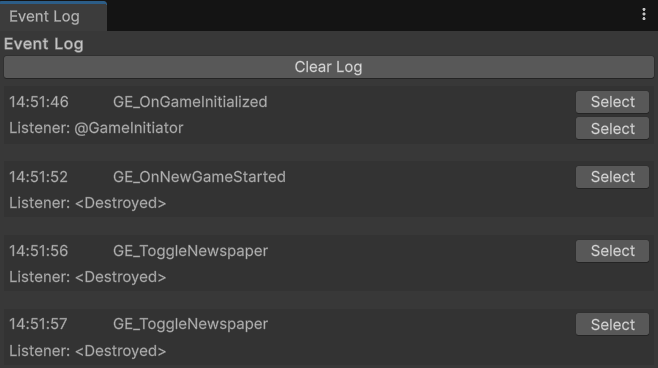 Event Log
Event Log
Clear Log
14:51:46 GE_OnGameInitialized Select
Listener: @GameInitiator Select
14:51:52 GE_OnNewGameStarted Select
Listener: <Destroyed>
14:51:56 GE_ToggleNewspaper Select
Listener: <Destroyed>
14:51:57 GE_ToggleNewspaper Select
Listener: <Destroyed>